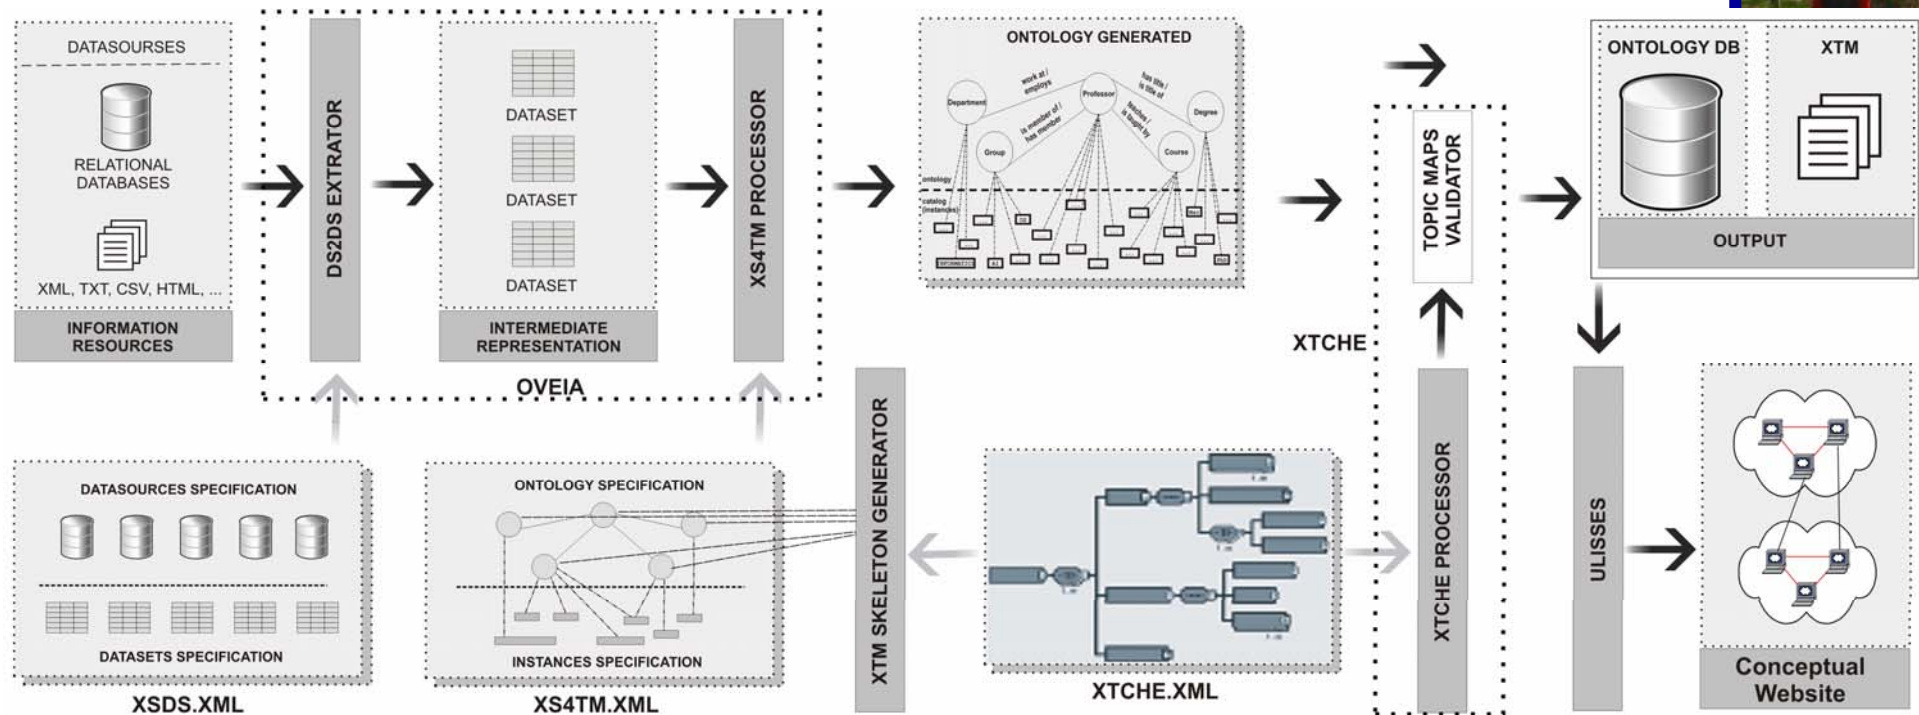 DATASOURSES
RELATIONAL
DATABASES
XML, TXT, CSV, HTML, ...
INFORMATION
RESOURCES
DS2DS EXTRATOR
DATASET
DATASET
DATASET
INTERMEDIATE
REPRESENTATION
XS4TM PROCESSOR
OVEIA
ONTOLOGY GENERATED
work at /
employs
has title /
is title of
Department
Professor
Degree
is member of /
has member
teaches /
is taught by
Group
Course
ontology
catalog
(instances)
TOPIC MAPS
VALIDATOR
XTCHE
XTCHE PROCESSOR
ONTOLOGY DB
XTM
OUTPUT
DATASOURCES SPECIFICATION
DATASETS SPECIFICATION
XSDS.XML
ONTOLOGY SPECIFICATION
INSTANCES SPECIFICATION
XS4TM.XML
XTM SKELETON GENERATOR
XTCHE.XML
ULISSES
Conceptual
Website